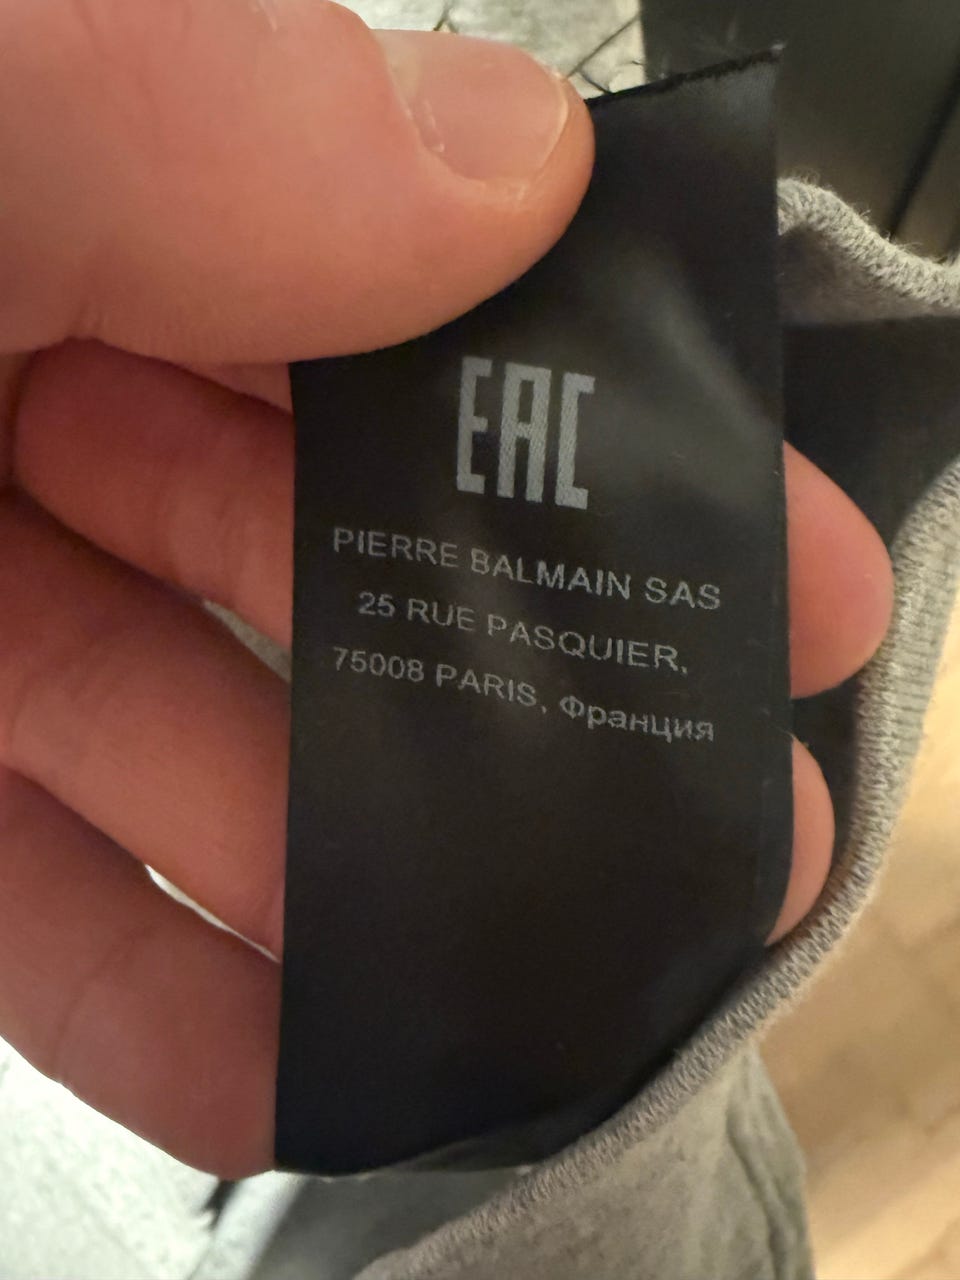 EAC
PIERRE BALMAIN SAS
25 RUE PASQUIER,
75008 PARIS, Франция